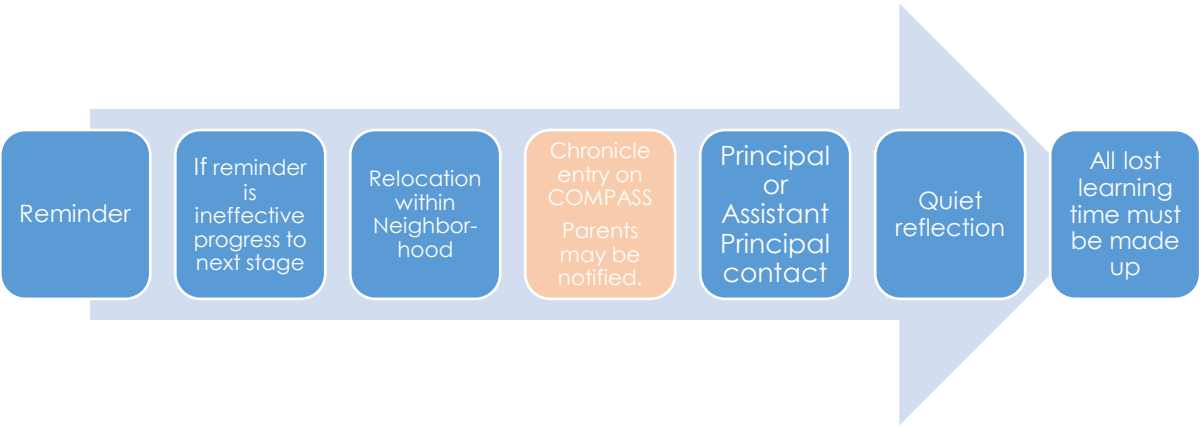 Reminder
If reminder
is
ineffective
progress to
next stage
Relocation
within
Neighbor-
hood
Chronicle
entry on
COMPASS
Parents
may be
notified.
Principal
or
Assistant
Principal
contact
Quiet
reflection
All lost
learning
time must
be made
up